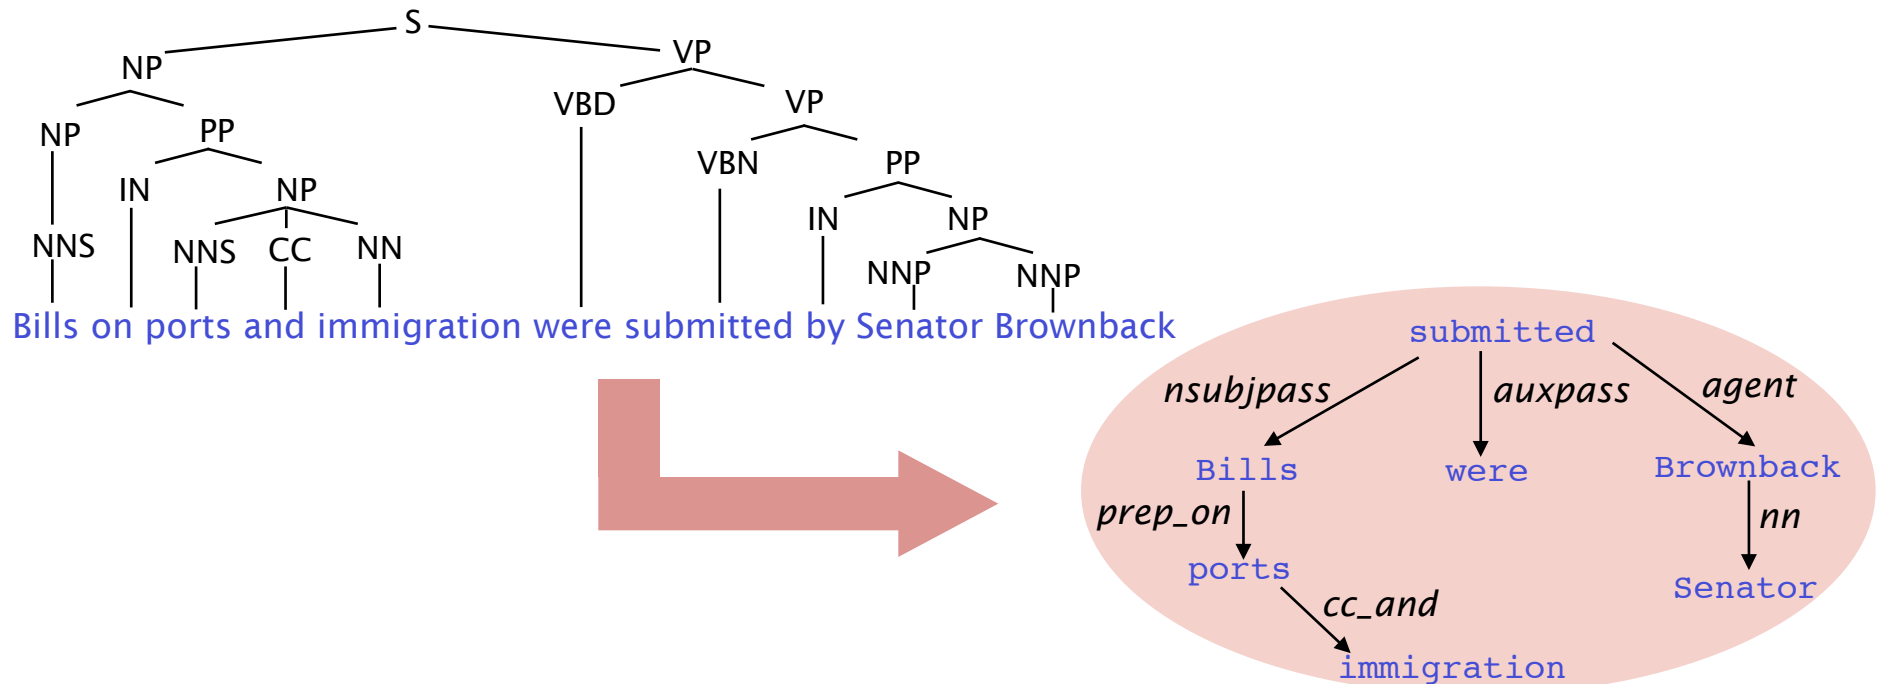 S
NP VP
VBD VP
NP PP
VBN PP
IN NP
IN NP
NNS NNS CC NN
NNP NNP
Bills on ports and immigration were submitted by Senator Brownback
submitted
nsubjpass auxpass agent
Bills were Brownback
prep_on nn
ports
Senator
cc_and
immigration